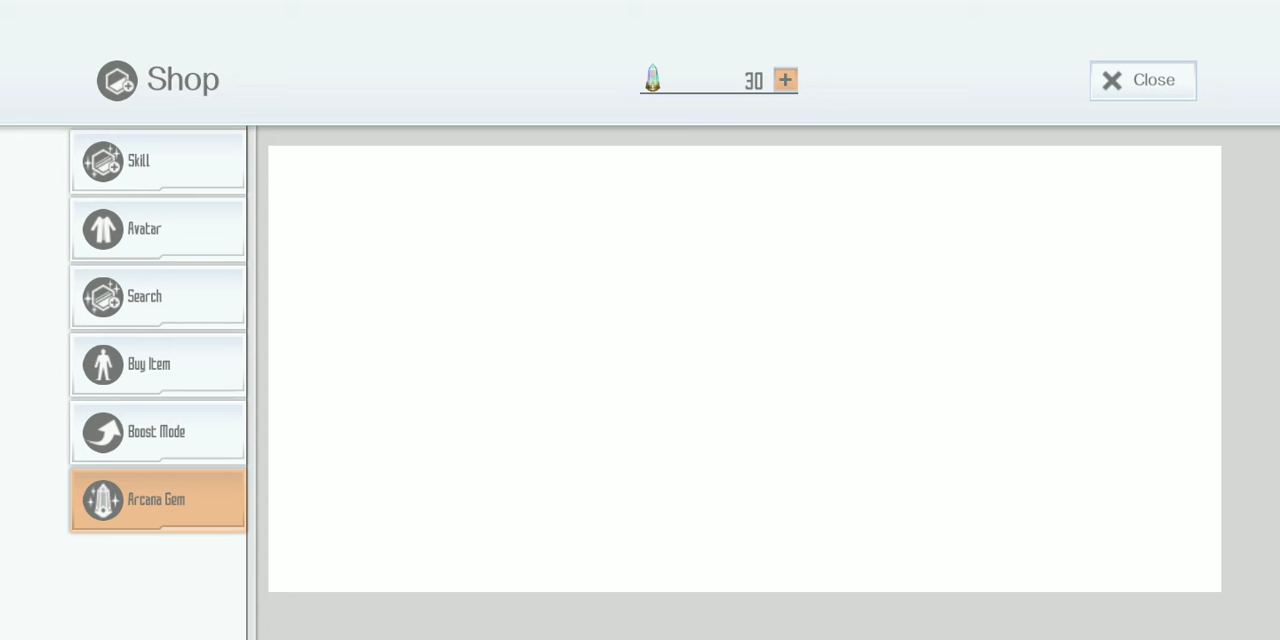 Shop
30
Close
Skill
Avatar
Search
Buy Item
Boost Mode
Arcana Gem